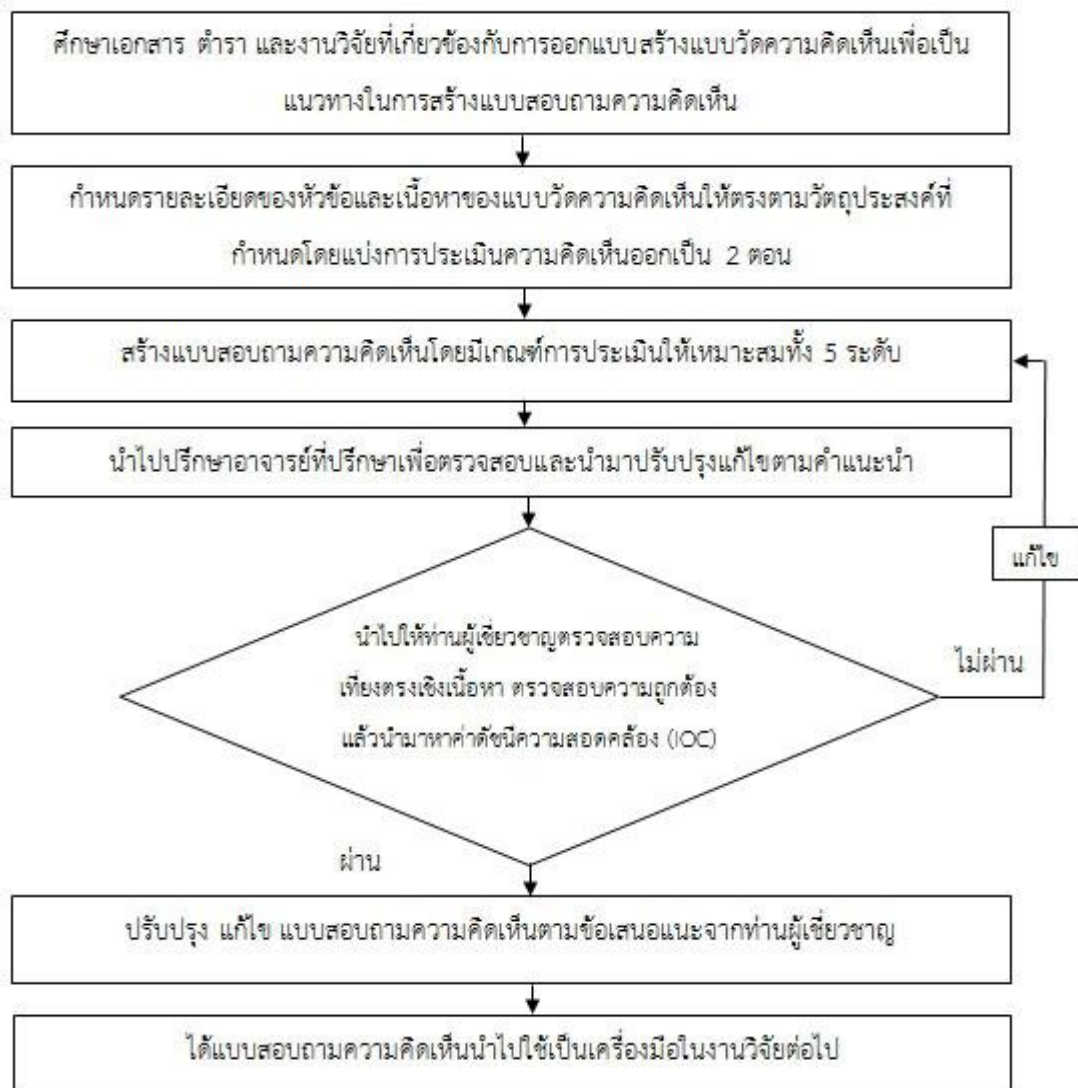 ศึกษาเอกสาร ตำรา และงานวิจัยที่เกี่ยวข้องกับการออกแบบสร้างแบบวัดความคิดเห็นเพื่อเป็น
แนวทางในการสร้างแบบสอบถามความคิดเห็น
กำหนดรายละเอียดของหัวข้อและเนื้อหาของแบบวัดความคิดเห็นให้ตรงตามวัตถุประสงค์ที่
กำหนดโดยแบ่งการประเมินความคิดเห็นออกเป็น 2 ตอน
สร้างแบบสอบถามความคิดเห็นโดยมีเกณฑ์การประเมินให้เหมาะสมทั้ง 5 ระดับ
นำไปปรึกษาอาจารย์ที่ปรึกษาเพื่อตรวจสอบและนำมาปรับปรุงแก้ไขตามคำแนะนำ
แก้ไข
นำไปให้ท่านผู้เชี่ยวชาญตรวจสอบความ
เที่ยงตรงเชิงเนื้อหา ตรวจสอบความถูกต้อง
แล้วนำมาหาค่าดัชนีความสอดคล้อง (IOC)
ไม่ผ่าน
ผ่าน
ปรับปรุง แก้ไข แบบสอบถามความคิดเห็นตามข้อเสนอแนะจากท่านผู้เชี่ยวชาญ
ได้แบบสอบถามความคิดเห็นนำไปใช้เป็นเครื่องมือในงานวิจัยต่อไป